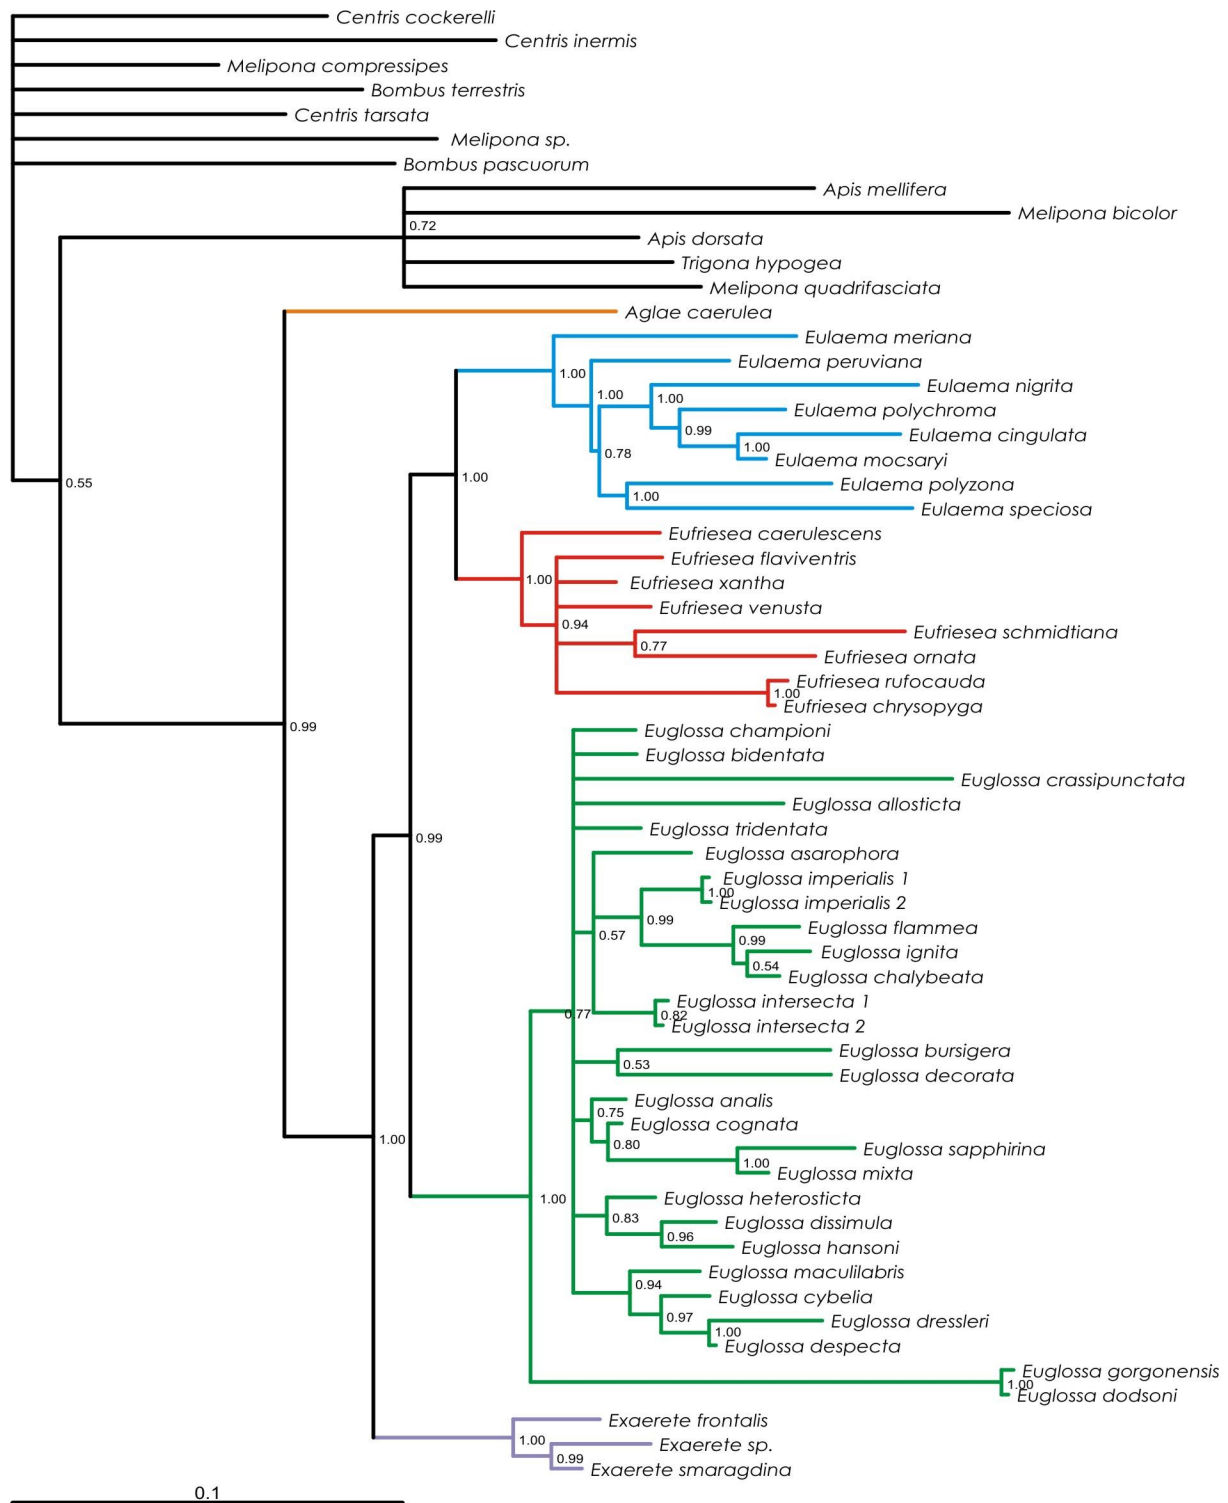 Centris cockerelli
Centris inermis
Melipona compressipes
Bombus terrestris
Centris tarsata
Melipona sp.
Bombus pascuorum
Apis mellifera
Melipona bicolor
0.72
Apis dorsata
Trigona hypogea
Melipona quadrifasciata
Aglae caerulea
Eulaema meriana
Eulaema peruviana
1.00
Eulaema nigrita
1.00
1.00
Eulaema polychroma
0.99
Eulaema cingulata
1.00
0.78
Eulaema mocsaryi
1.00
0.55
Eulaema polyzona
1.00
Eulaema speciosa
Eufriesea caerulescens
Eufriesea flaviventris
1.00
Eufriesea xantha
Eufriesea venusta
0.94
Eufriesea schmidtiana
0.77
Eufriesea ornata
Eufriesea rufocauda
1.00
Eufriesea chrysopyga
0.99
Euglossa championi
Euglossa bidentata
Euglossa crassipunctata
Euglossa allosticta
Euglossa tridentata
0.99
Euglossa asarophora
Euglossa imperialis 1
1.00
Euglossa imperialis 2
0.99
Euglossa flammea
0.57
0.99
Euglossa ignita
0.54
Euglossa chalybeata
Euglossa intersecta 1
0.77
0.82
Euglossa intersecta 2
Euglossa bursigera
0.53
Euglossa decorata
Euglossa analis
0.75
Euglossa cognata
1.00
0.80
Euglossa sapphirina
1.00
Euglossa mixta
1.00
Euglossa heterosticta
0.83
Euglossa dissimula
0.96
Euglossa hansoni
Euglossa maculilabris
0.94
Euglossa cybelia
0.97
Euglossa dressleri
1.00
Euglossa despecta
Euglossa gorgonensis
1.00
Euglossa dodsoni
Exaerete frontalis
1.00
Exaerete sp.
0.99
Exaerete smaragdina
0.1